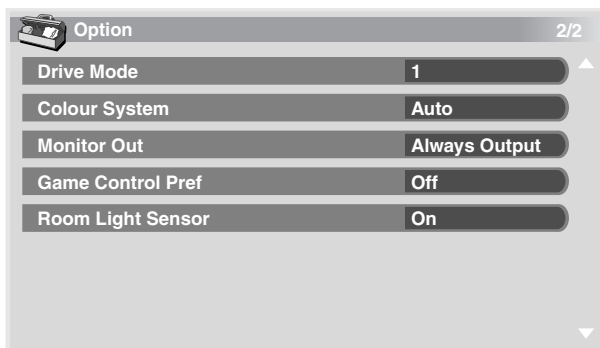 Option 2/2
Drive Mode 1
Colour System Auto
Monitor Out Always Output
Game Control Pref Off
Room Light Sensor On